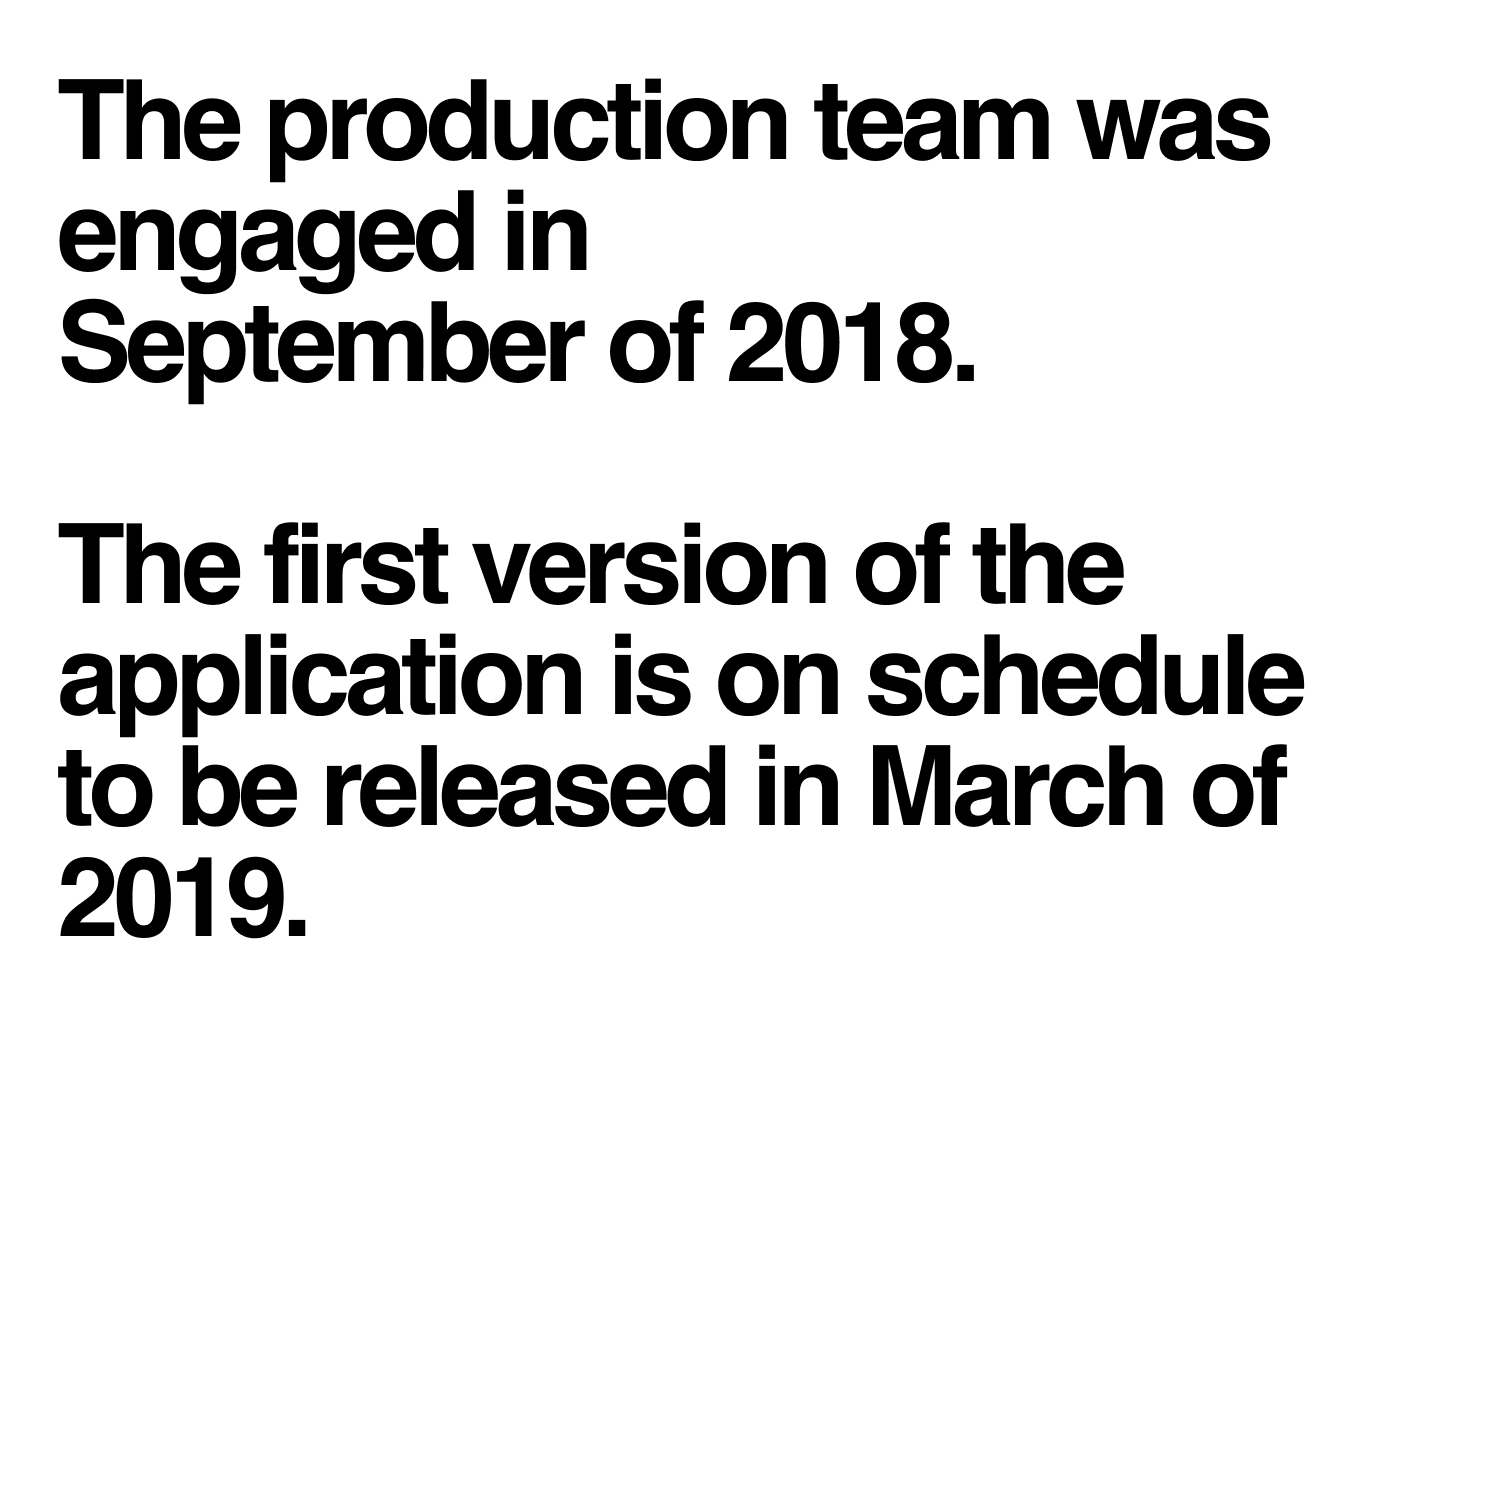 The production team was
engaged in
September of 2018.
The first version of the
application is on schedule
to be released in March of
2019.